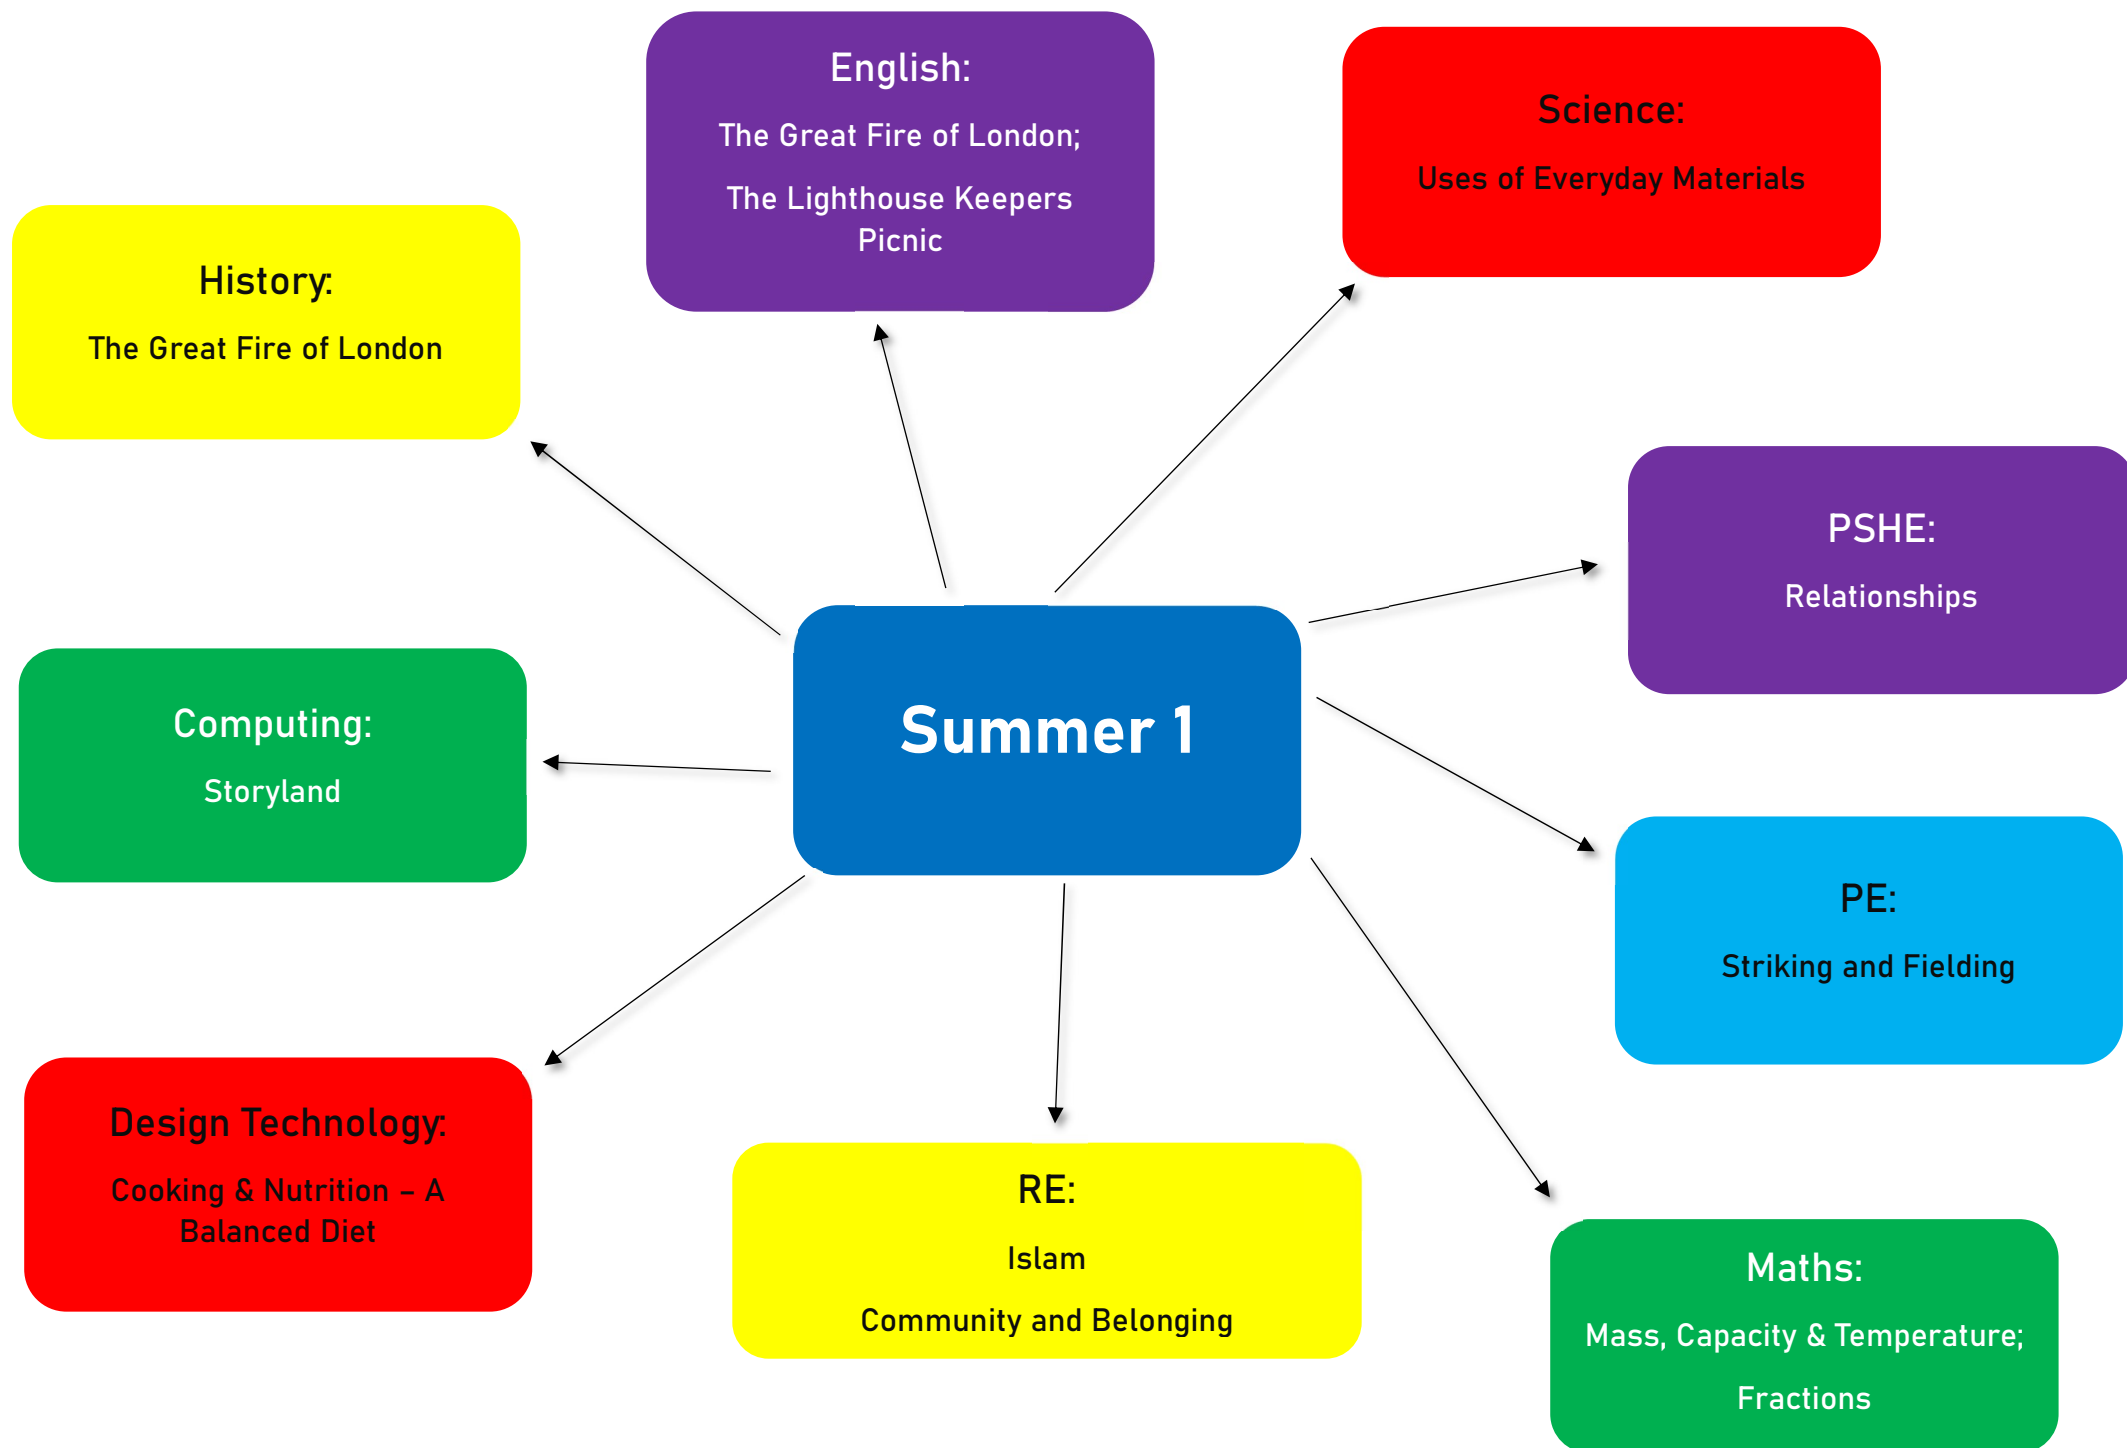 English:
The Great Fire of London;
The Lighthouse Keepers
Picnic
Science:
Uses of Everyday Materials
History:
The Great Fire of London
PSHE:
Relationships
Summer 1
Computing:
Storyland
PE:
Striking and Fielding
Design Technology:
Cooking & Nutrition – A
Balanced Diet
RE:
Islam
Community and Belonging
Maths:
Mass, Capacity & Temperature;
Fractions